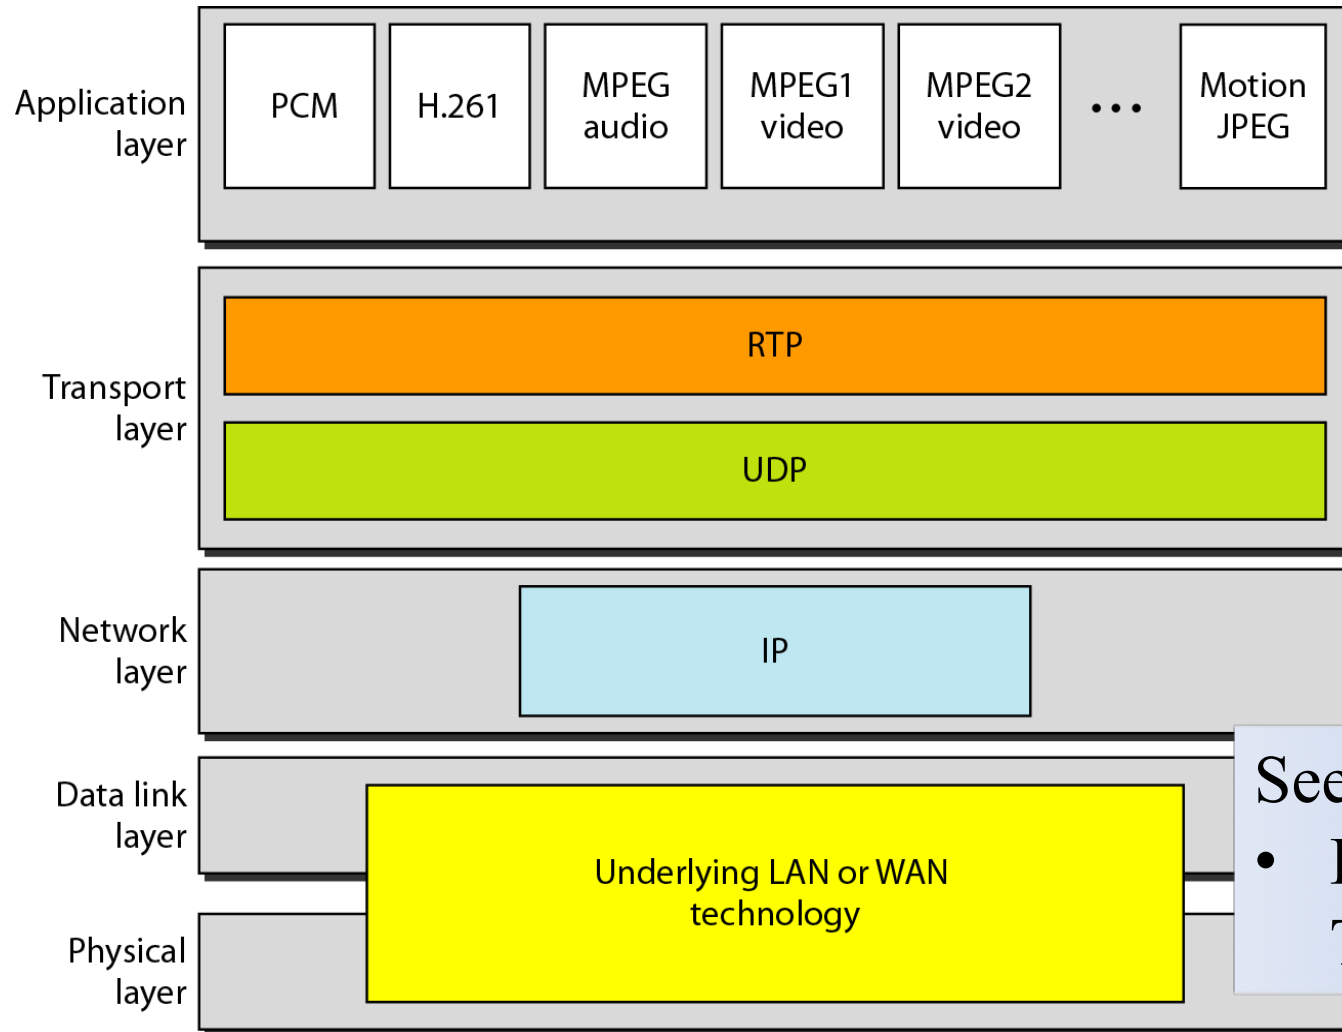 Application
layer
PCM
H.261
MPEG
audio
MPEG1
video
MPEG2
video
...
Motion
JPEG
Transport
layer
RTP
UDP
Network
layer
IP
Data link
layer
Underlying LAN or WAN
technology
Physical
layer
See
•